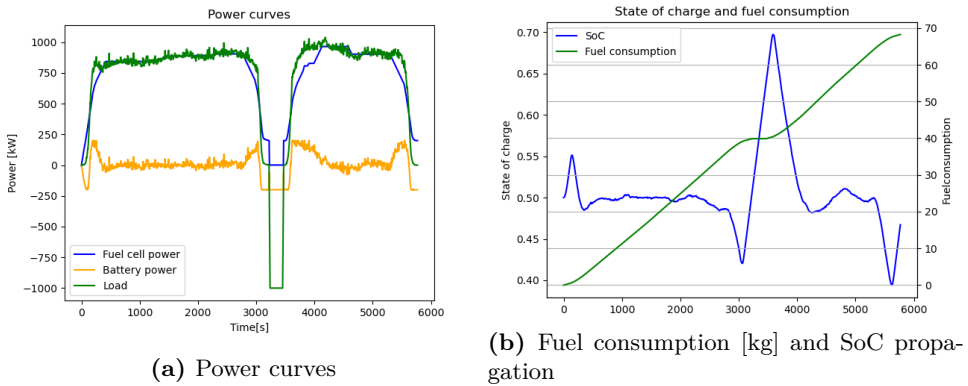 Power curves
Power [kW]
1000
750
500
250
0
−250
−500
−750
−1000
Fuel cell power
Battery power
Load
0
1000
2000
3000
4000
5000
6000
Time[s]
(a) Power curves
State of charge and fuel consumption
State of charge
0.65
0.60
0.55
0.50
0.45
0.40
SoC
Fuel consumption
70
60
50
40
30
20
10
0
Fuelconsumption
0
1000
2000
3000
4000
5000
6000
(b) Fuel consumption [kg] and SoC propa-
gation